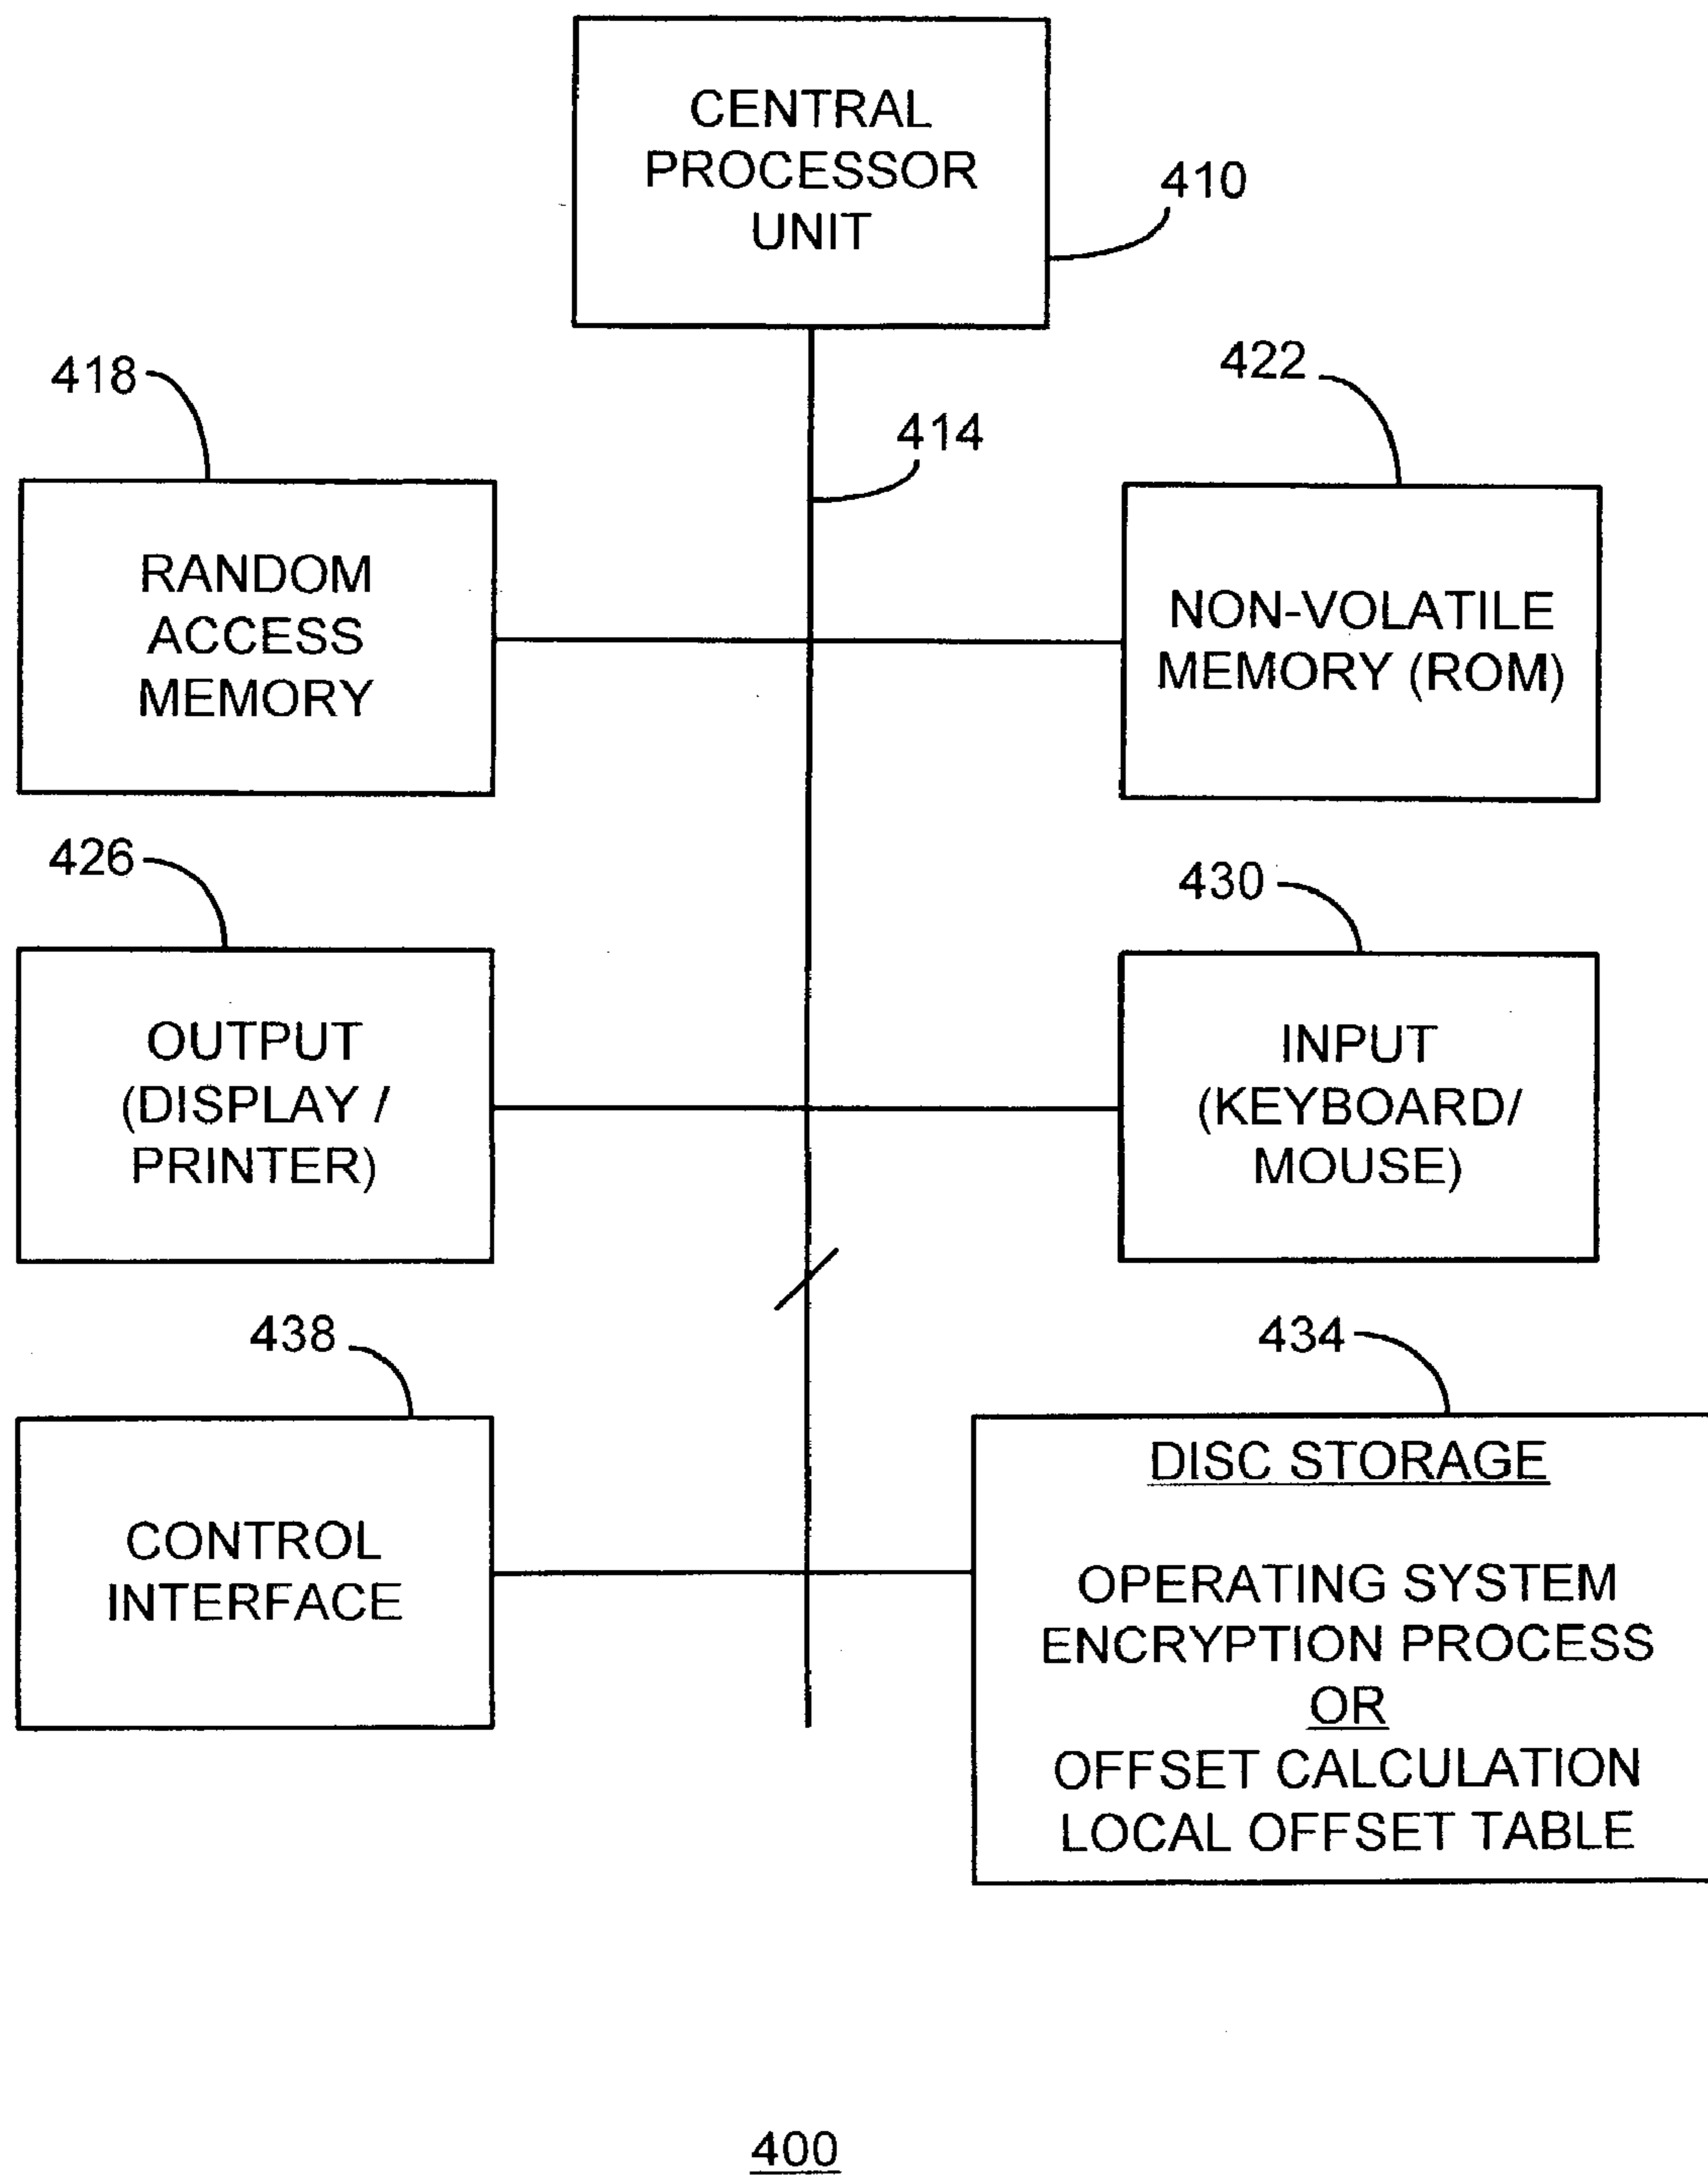 CENTRAL
PROCESSOR
UNIT
410
418
422
414
RANDOM
ACCESS
MEMORY
NON-VOLATILE
MEMORY (ROM)
426
430
OUTPUT
(DISPLAY /
PRINTER)
INPUT
(KEYBOARD/
MOUSE)
438
434
CONTROL
INTERFACE
DISC STORAGE
OPERATING SYSTEM
ENCRYPTION PROCESS
OR
OFFSET CALCULATION
LOCAL OFFSET TABLE
400